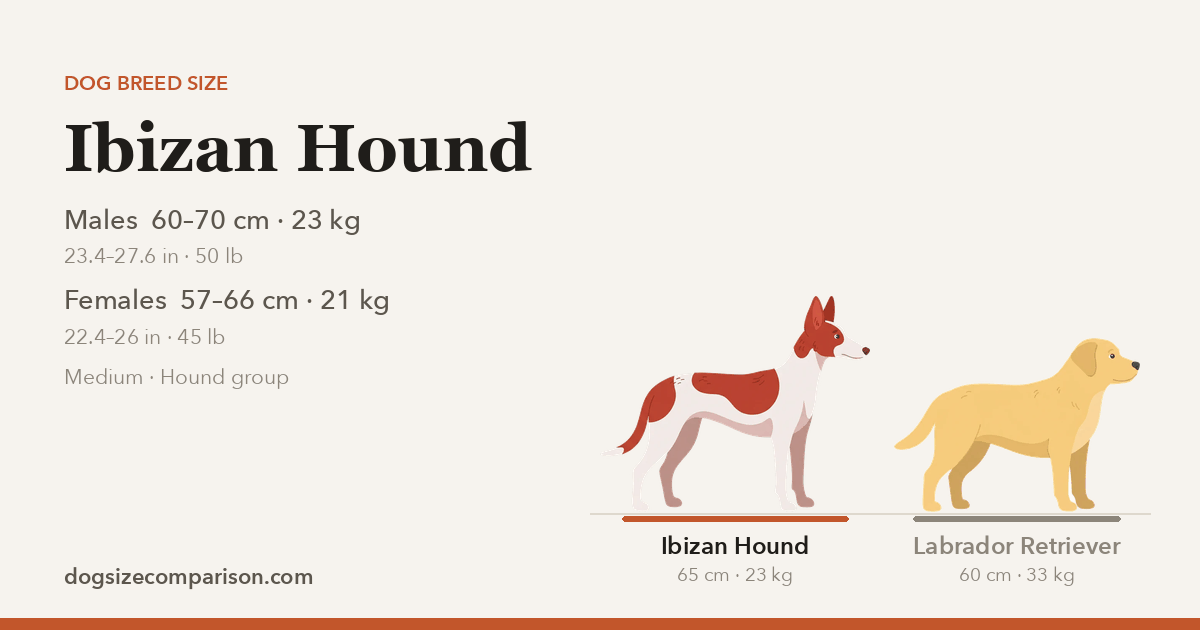 DOG BREED SIZE
Ibizan Hound
Males 60–70 cm · 23 kg
23.4–27.6 in · 50 lb
Females 57–66 cm · 21 kg
22.4–26 in · 45 lb
Medium · Hound group
Ibizan Hound
65 cm · 23 kg
Labrador Retriever
60 cm · 33 kg
dogsizecomparison.com